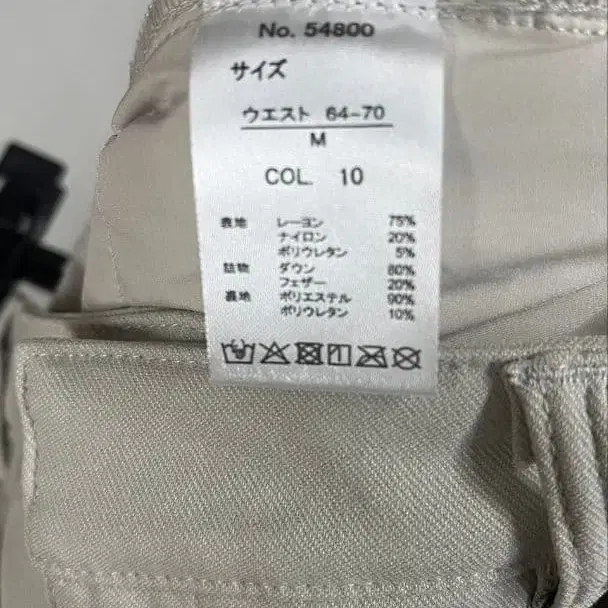 No. 54800
サイズ
ウエスト 64-70
M
COL. 10
表地 レーヨン 75%
ナイロン 20%
ポリウレタン 5%
詰物 ダウン 80%
フェザー 20%
裏地 ポリエステル 90%
ポリウレタン 10%